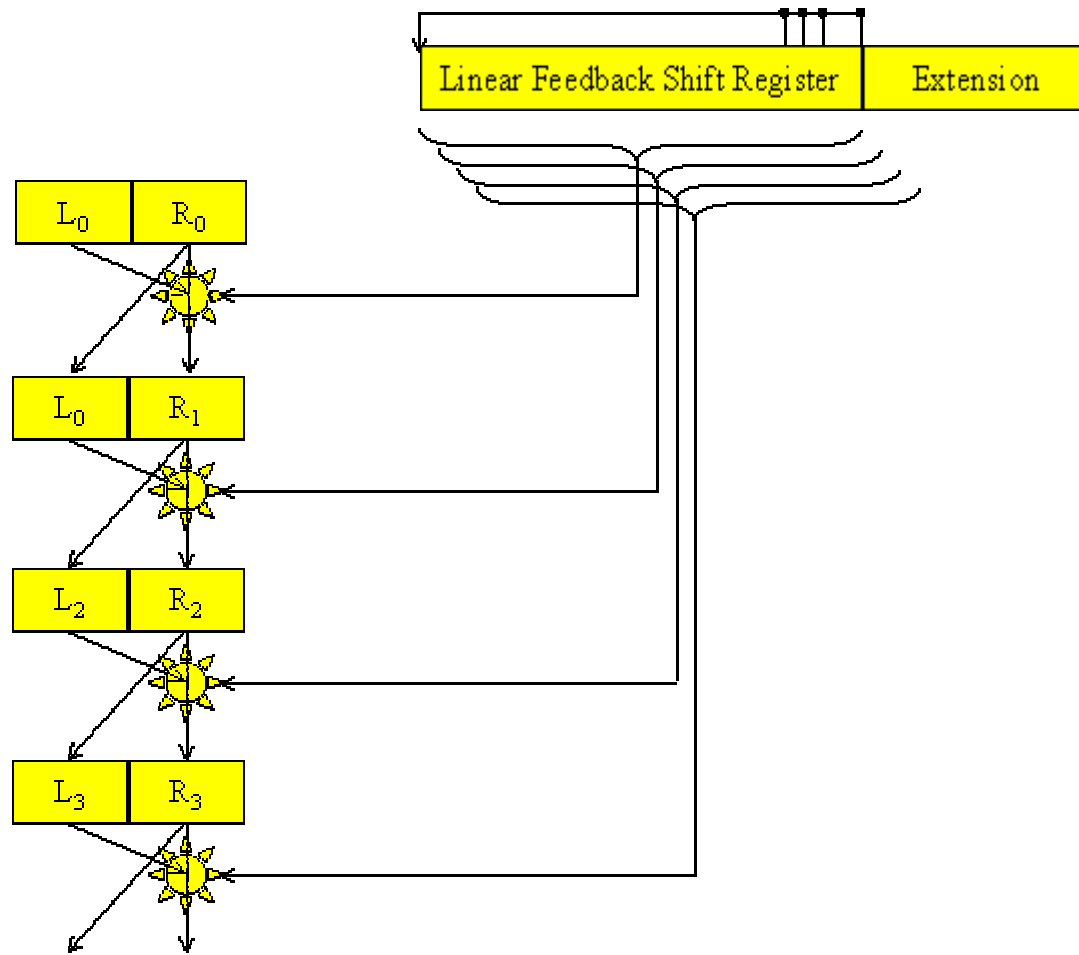 Linear Feedback Shift Register Extension
L₀ R₀
L₀ R₁
L₂ R₂
L₃ R₃